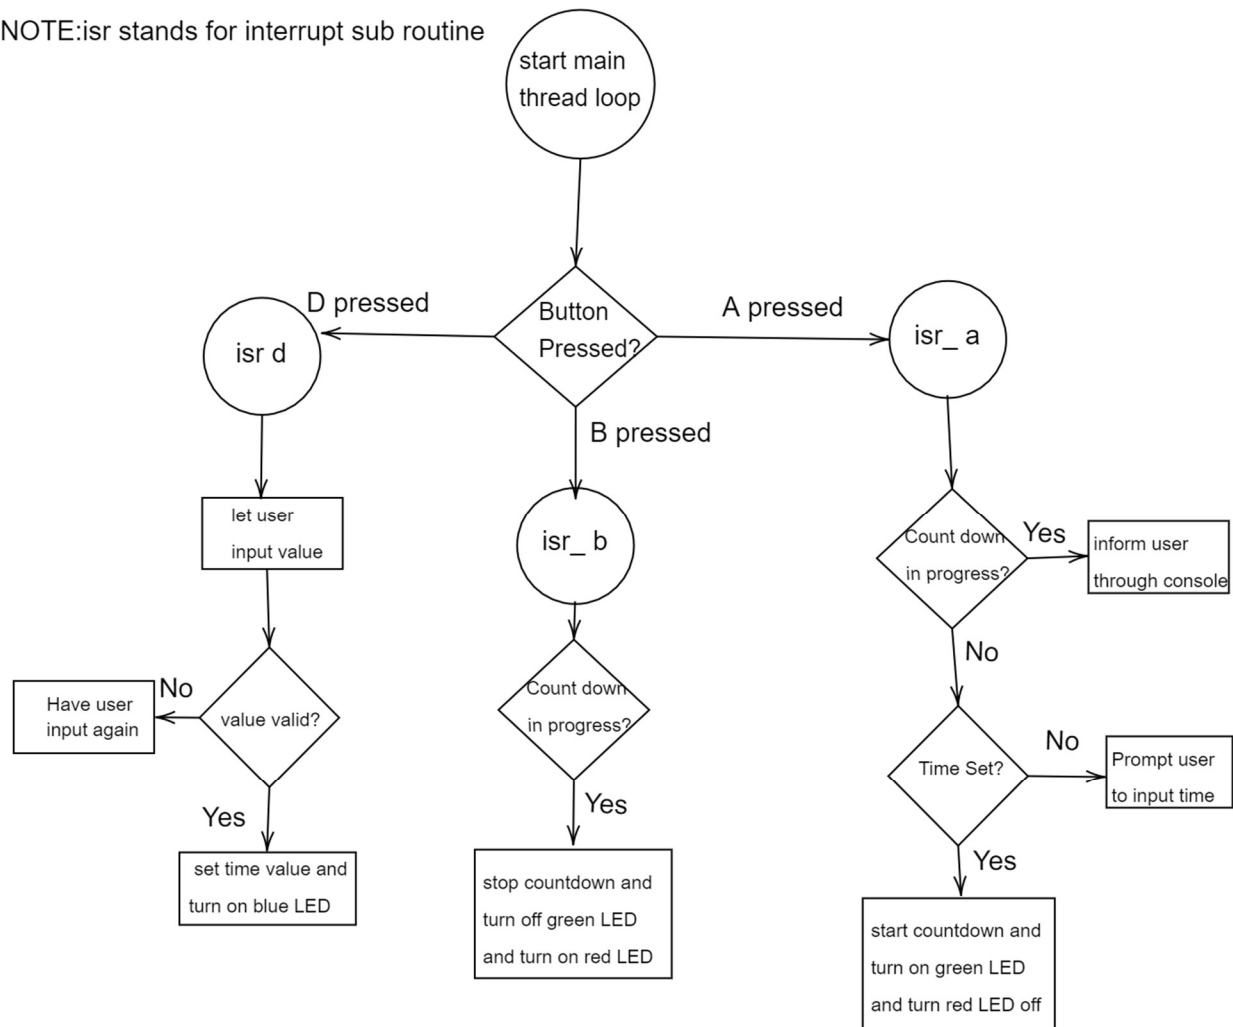 NOTE:isr stands for interrupt sub routine
start main
thread loop
D pressed
Button
Pressed?
A pressed
isr d
isr_ a
B pressed
let user
input value
isr_ b
Count down
in progress?
Yes
inform user
through console
No
Have user
input again
No
value valid?
Count down
in progress?
Time Set?
No
Prompt user
to input time
Yes
Yes
Yes
set time value and
turn on blue LED
stop countdown and
turn off green LED
and turn on red LED
start countdown and
turn on green LED
and turn red LED off